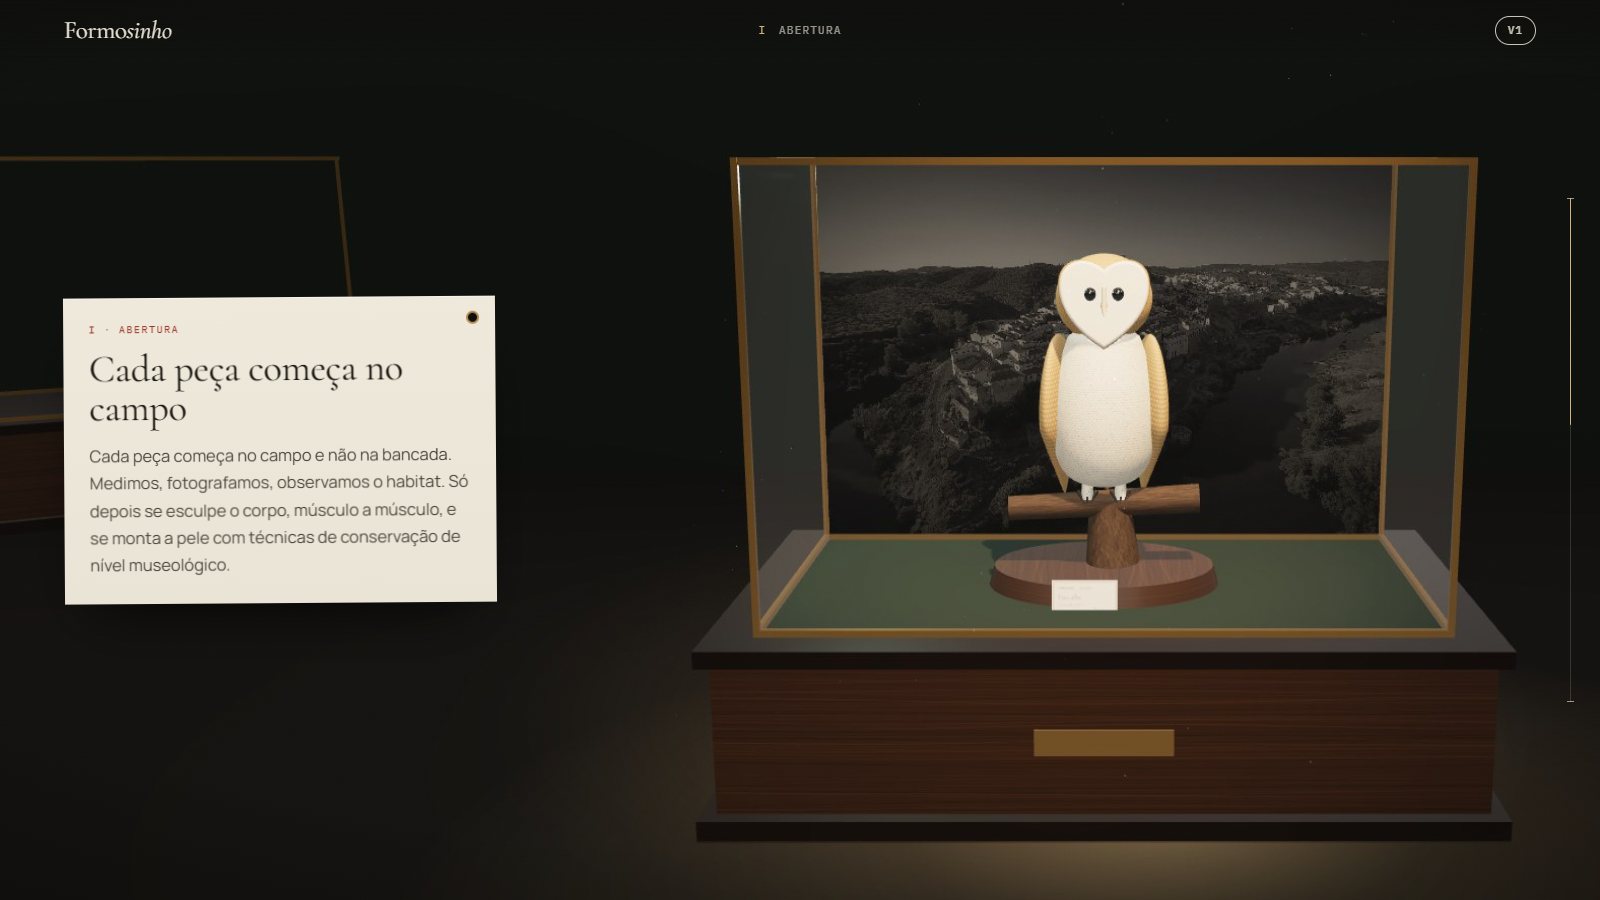 Formosinho
I ABERTURA
V1
I · ABERTURA
Cada peça começa no
campo
Cada peça começa no campo e não na bancada.
Medimos, fotografamos, observamos o habitat. Só
depois se esculpe o corpo, músculo a músculo, e
se monta a pele com técnicas de conservação de
nível museológico.